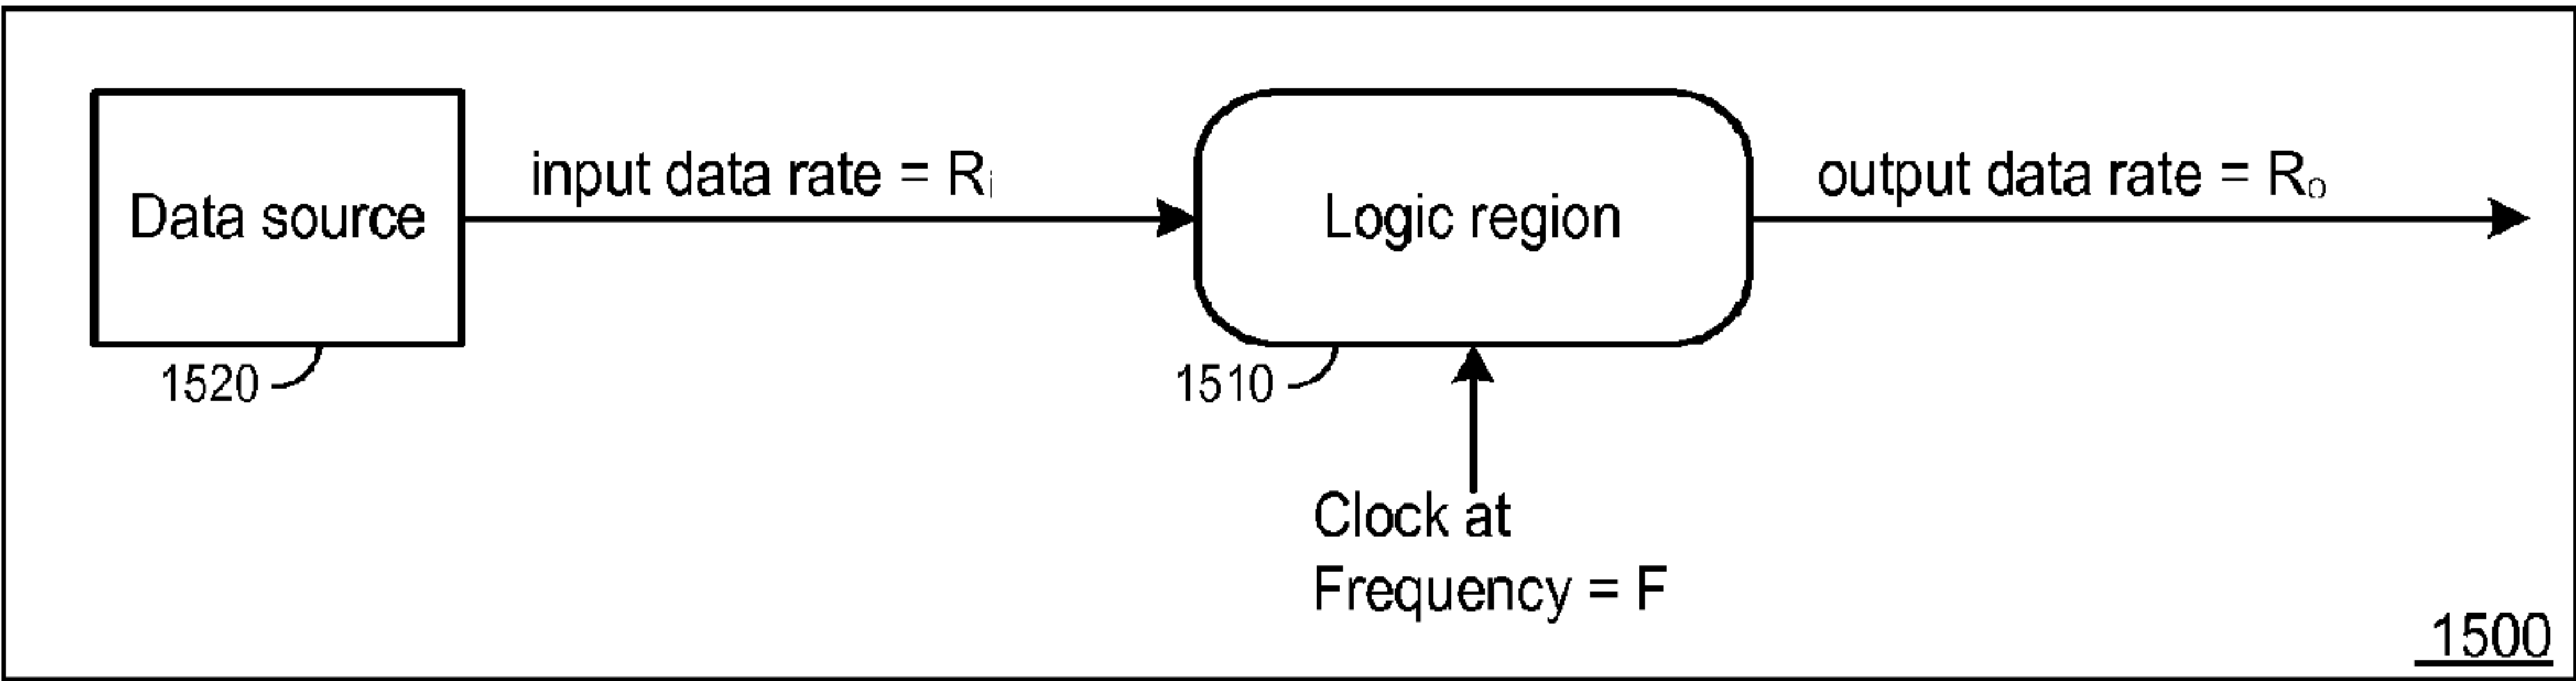 Data source
input data rate = Rᵢ
Logic region
output data rate = Rₒ
1520
1510
Clock at
Frequency = F
1500